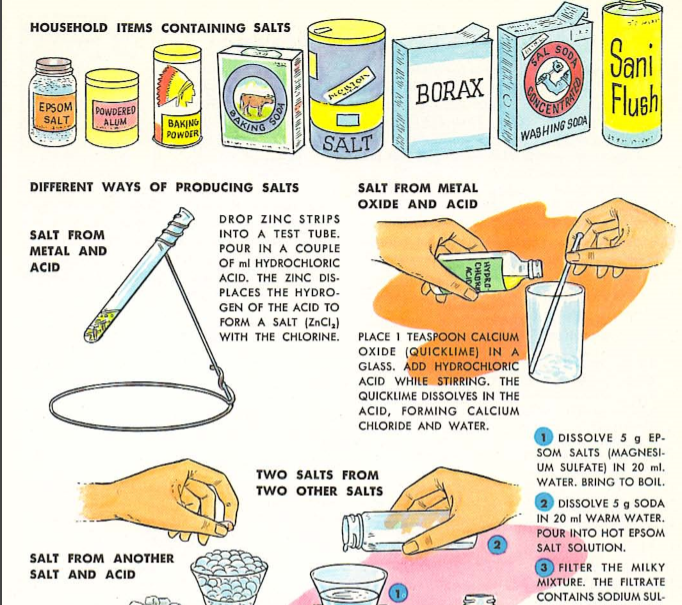 HOUSEHOLD ITEMS CONTAINING SALTS
EPSOM
SALT
POWDERED
ALUM
BAKING
POWDER
BAKING SODA
MORTON
SALT
BORAX
SAL SODA
CONCENTRATED
WASHING SODA
Sani
Flush
DIFFERENT WAYS OF PRODUCING SALTS
SALT FROM
METAL AND
ACID
DROP ZINC STRIPS
INTO A TEST TUBE.
POUR IN A COUPLE
OF ml HYDROCHLORIC
ACID. THE ZINC DIS-
PLACES THE HYDRO-
GEN OF THE ACID TO
FORM A SALT (ZnCl₂)
WITH THE CHLORINE.
SALT FROM METAL
OXIDE AND ACID
HYDRO-
CHLORIC
ACID
PLACE 1 TEASPOON CALCIUM
OXIDE (QUICKLIME) IN A
GLASS. ADD HYDROCHLORIC
ACID WHILE STIRRING. THE
QUICKLIME DISSOLVES IN THE
ACID, FORMING CALCIUM
CHLORIDE AND WATER.
SALT FROM ANOTHER
SALT AND ACID
TWO SALTS FROM
TWO OTHER SALTS
2
1
1 DISSOLVE 5 g EP-
SOM SALTS (MAGNESI-
UM SULFATE) IN 20 ml.
WATER. BRING TO BOIL.
2 DISSOLVE 5 g SODA
IN 20 ml WARM WATER.
POUR INTO HOT EPSOM
SALT SOLUTION.
3 FILTER THE MILKY
MIXTURE. THE FILTRATE
CONTAINS SODIUM SUL-